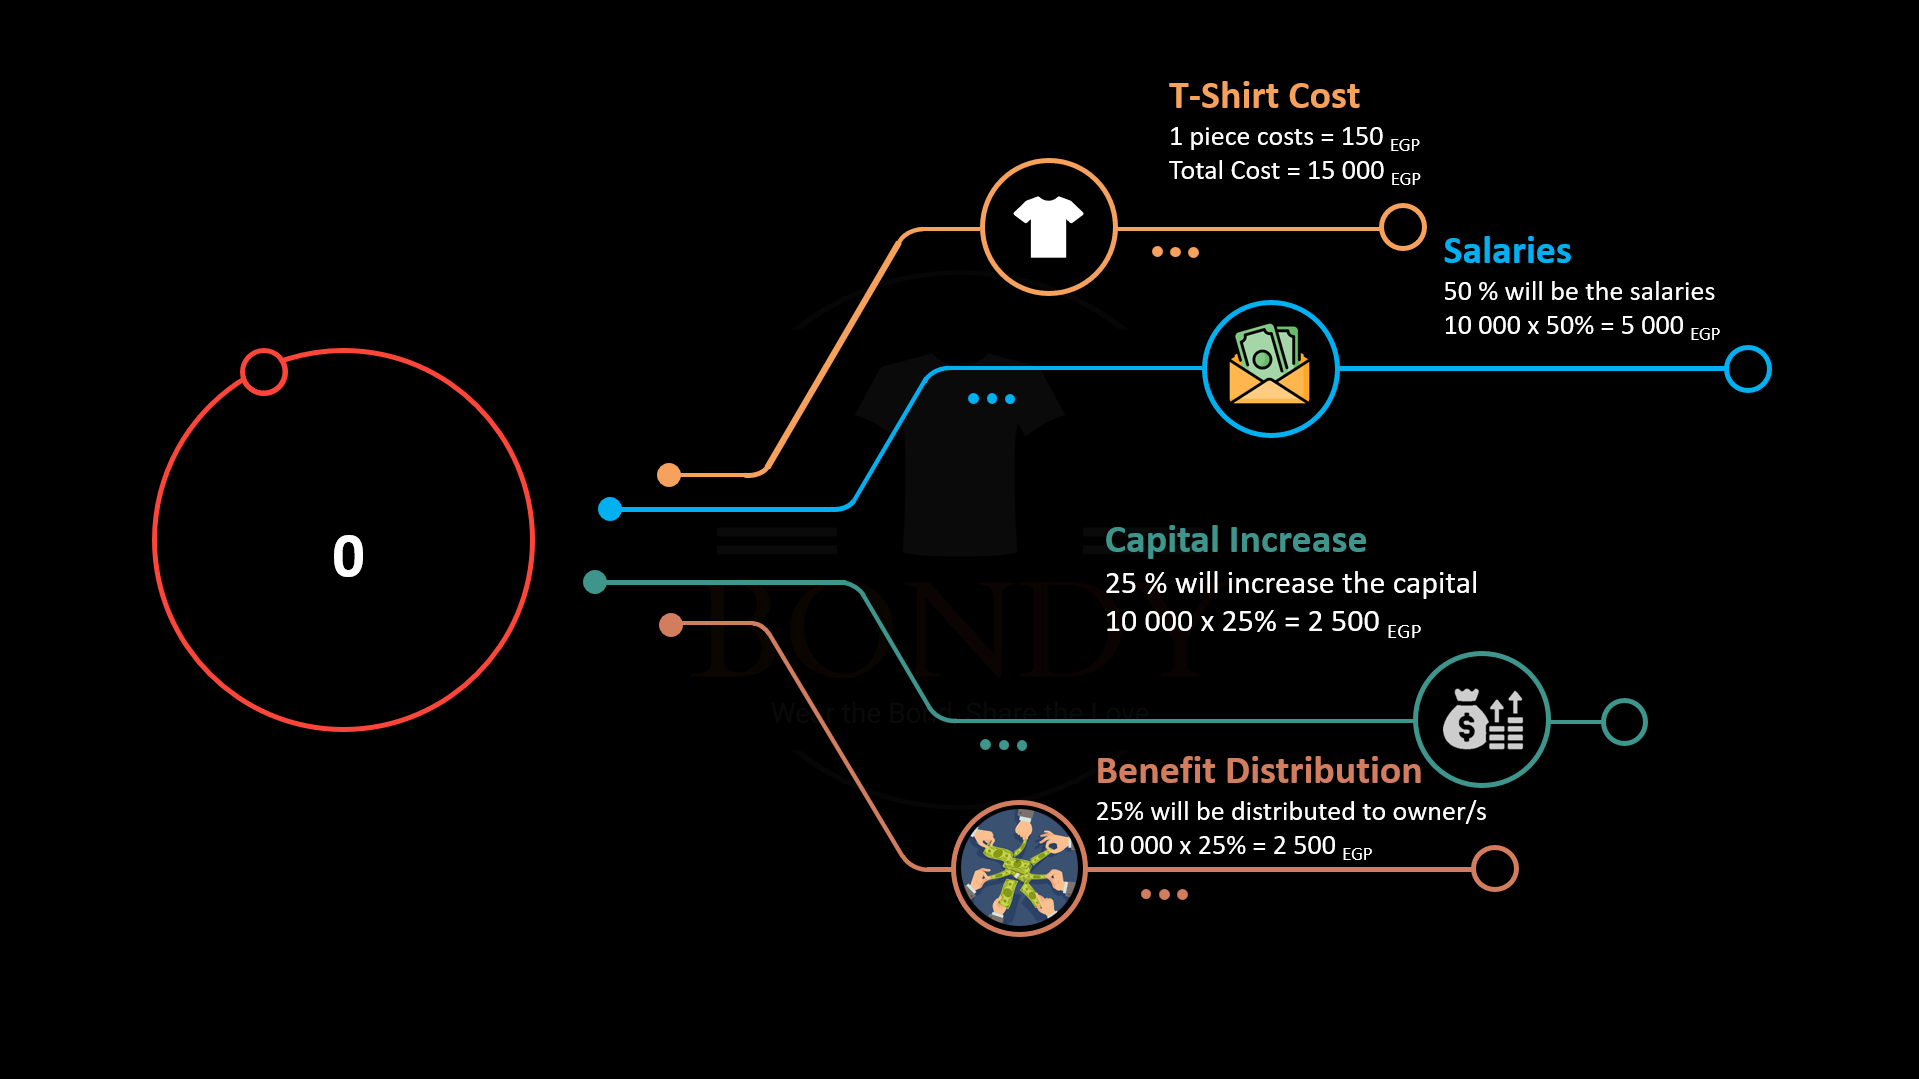 T-Shirt Cost
1 piece costs = 150 EGP
Total Cost = 15 000 EGP
Salaries
50 % will be the salaries
10 000 x 50% = 5 000 EGP
0
Capital Increase
25 % will increase the capital
10 000 x 25% = 2 500 EGP
BONDY
Wear the Bond, Share the Love
Benefit Distribution
25% will be distributed to owner/s
10 000 x 25% = 2 500 EGP